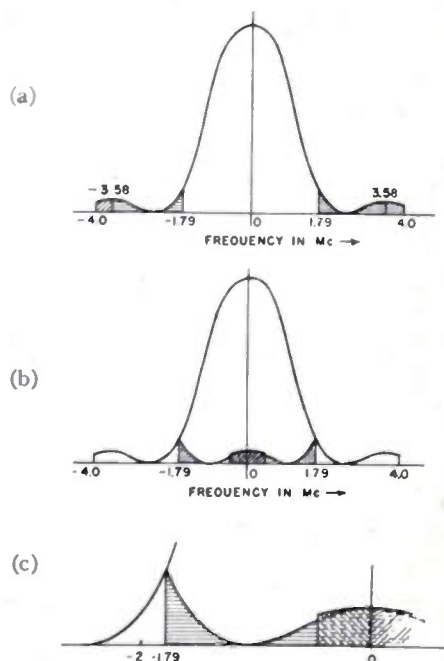 (a)
-3.58 3.58
-4.0 -1.79 0 1.79 4.0
FREQUENCY IN Mc →
(b)
-4.0 -1.79 0 1.79 4.0
FREQUENCY IN Mc →
(c)
-2 -1.79 0